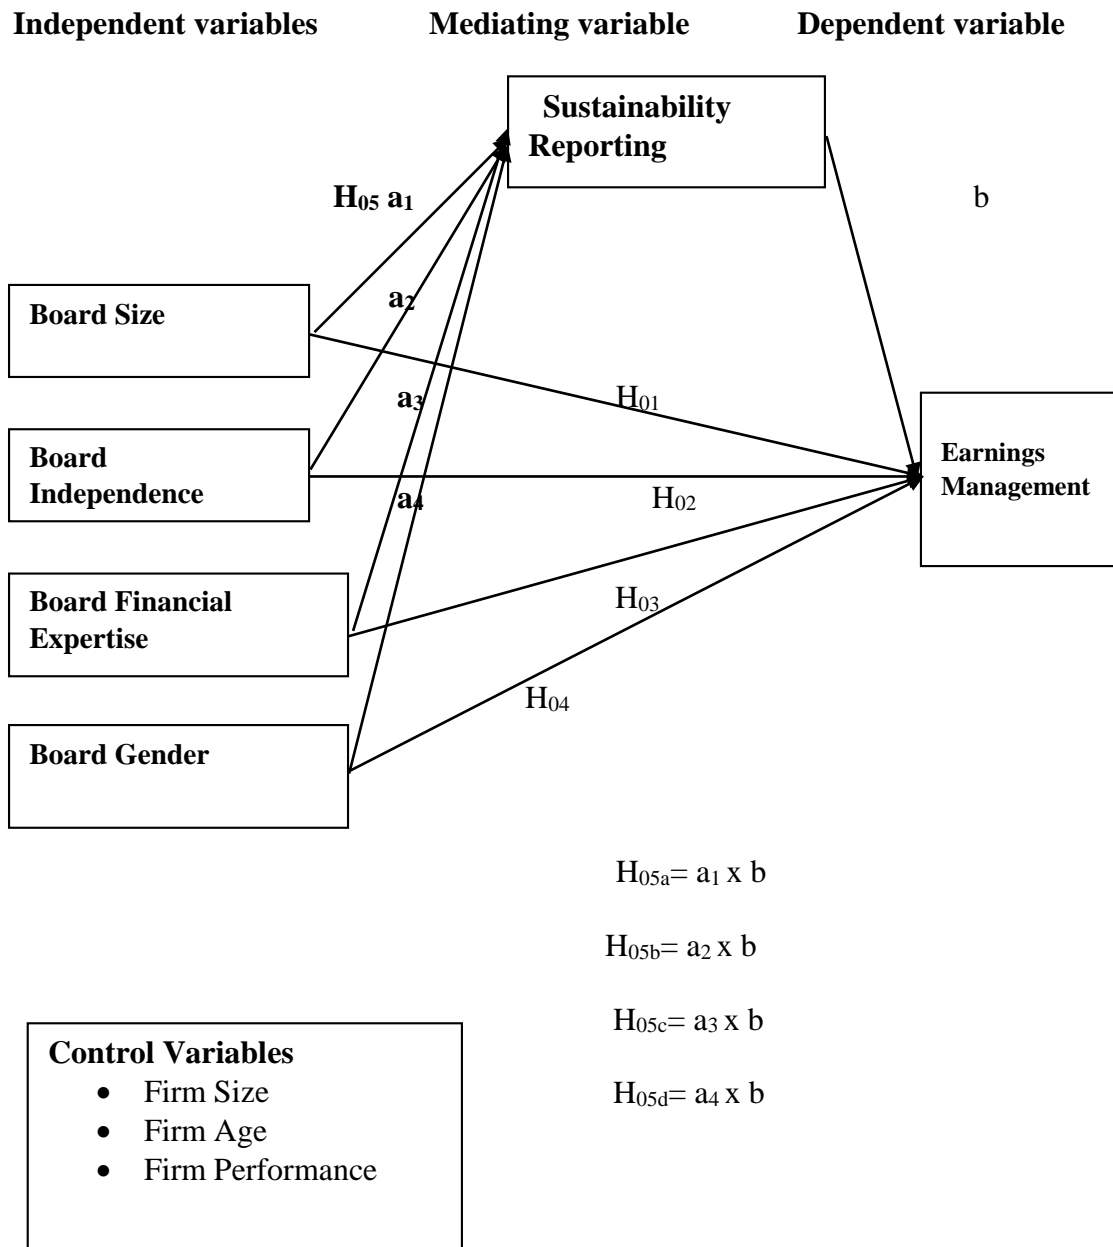 Independent variables Mediating variable Dependent variable
Sustainability
Reporting
H05 a1
b
a2
Board Size
a3
H01
Board
Independence
a4
H02
Earnings
Management
Board Financial
Expertise
H03
H04
Board Gender
H05a= a1 x b
H05b= a2 x b
H05c= a3 x b
H05d= a4 x b
Control Variables
• Firm Size
• Firm Age
• Firm Performance